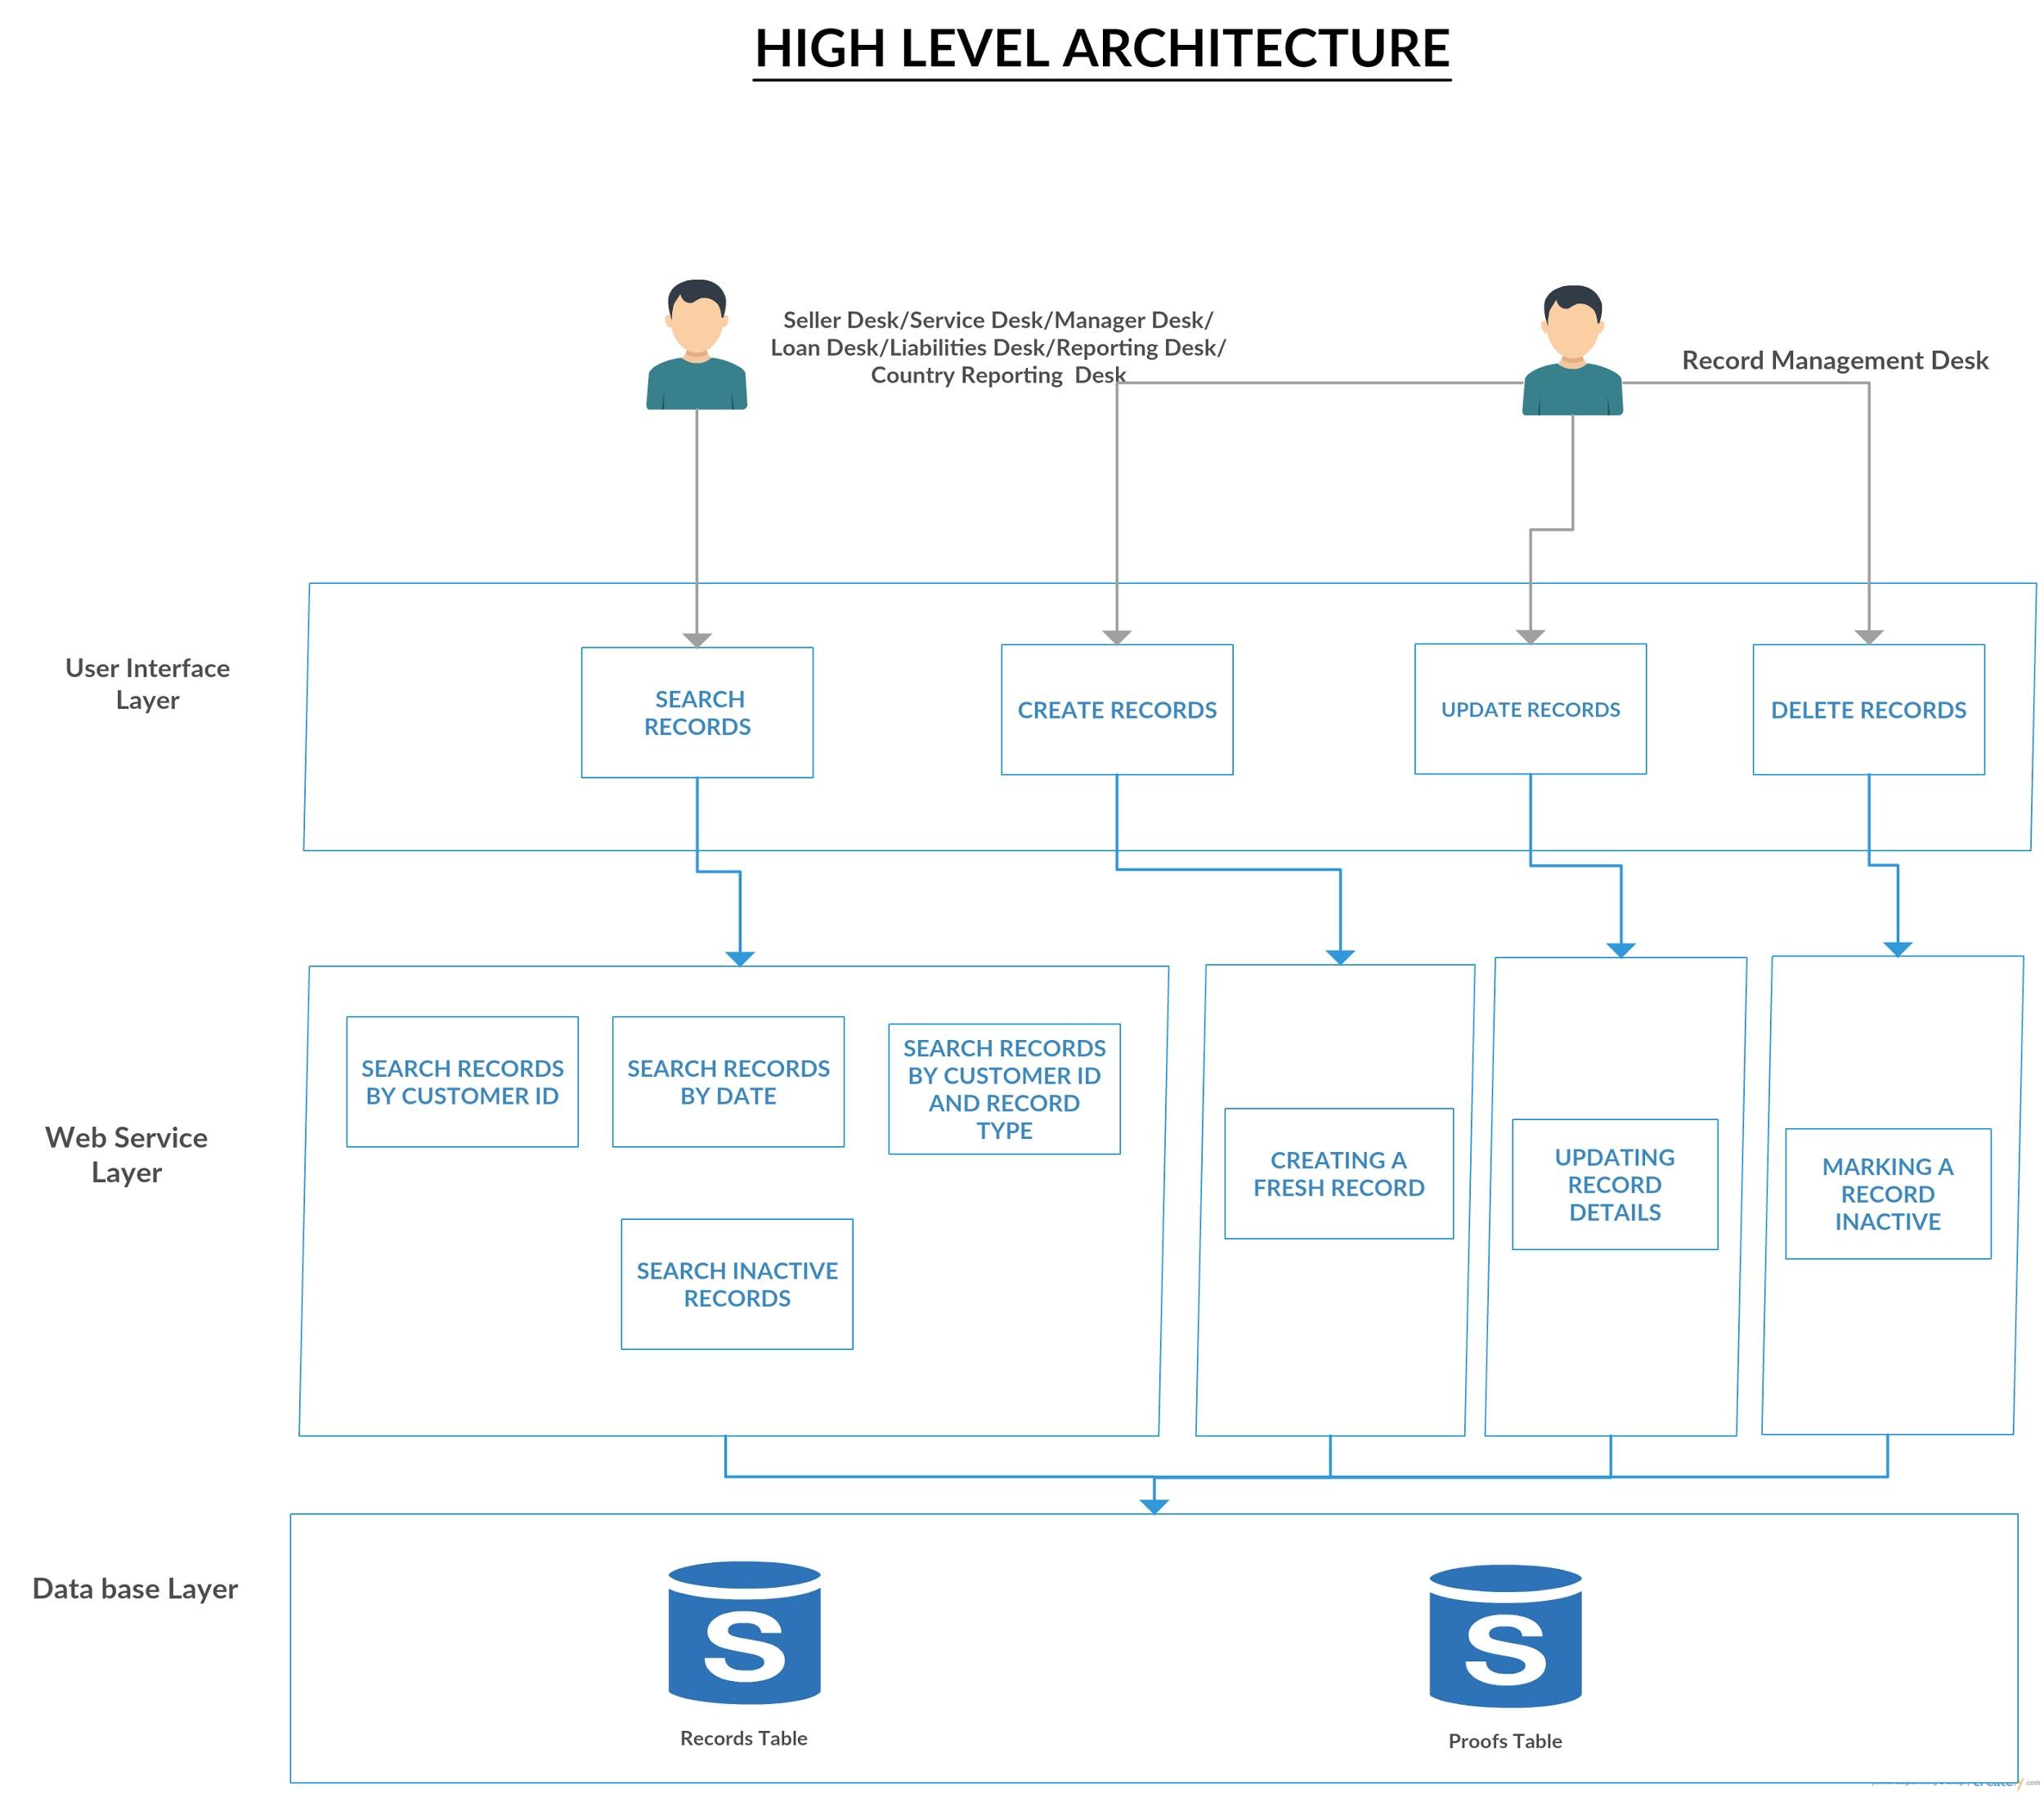 HIGH LEVEL ARCHITECTURE
Seller Desk/Service Desk/Manager Desk/
Loan Desk/Liabilities Desk/Reporting Desk/
Country Reporting Desk
Record Management Desk
User Interface
Layer
SEARCH
RECORDS
CREATE RECORDS
UPDATE RECORDS
DELETE RECORDS
Web Service
Layer
SEARCH RECORDS
BY CUSTOMER ID
SEARCH RECORDS
BY DATE
SEARCH RECORDS
BY CUSTOMER ID
AND RECORD
TYPE
SEARCH INACTIVE
RECORDS
CREATING A
FRESH RECORD
UPDATING
RECORD
DETAILS
MARKING A
RECORD
INACTIVE
Data base Layer
S
Records Table
S
Proofs Table
.com